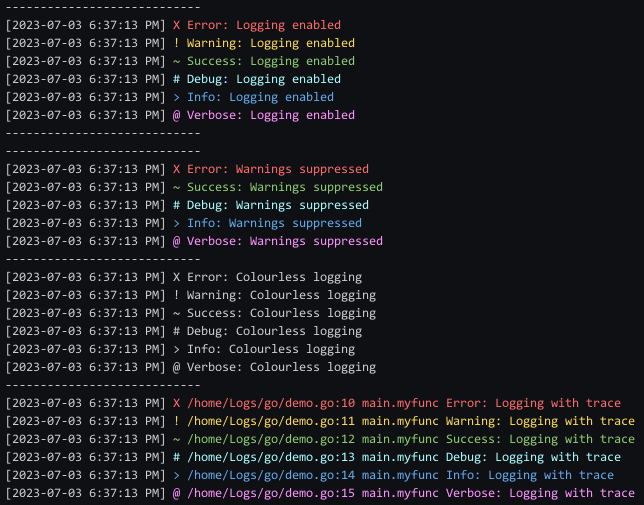 ----------------------------
[2023-07-03 6:37:13 PM] X Error: Logging enabled
[2023-07-03 6:37:13 PM] ! Warning: Logging enabled
[2023-07-03 6:37:13 PM] ~ Success: Logging enabled
[2023-07-03 6:37:13 PM] # Debug: Logging enabled
[2023-07-03 6:37:13 PM] > Info: Logging enabled
[2023-07-03 6:37:13 PM] @ Verbose: Logging enabled
----------------------------
----------------------------
[2023-07-03 6:37:13 PM] X Error: Warnings suppressed
[2023-07-03 6:37:13 PM] ~ Success: Warnings suppressed
[2023-07-03 6:37:13 PM] # Debug: Warnings suppressed
[2023-07-03 6:37:13 PM] > Info: Warnings suppressed
[2023-07-03 6:37:13 PM] @ Verbose: Warnings suppressed
----------------------------
[2023-07-03 6:37:13 PM] X Error: Colourless logging
[2023-07-03 6:37:13 PM] ! Warning: Colourless logging
[2023-07-03 6:37:13 PM] ~ Success: Colourless logging
[2023-07-03 6:37:13 PM] # Debug: Colourless logging
[2023-07-03 6:37:13 PM] > Info: Colourless logging
[2023-07-03 6:37:13 PM] @ Verbose: Colourless logging
----------------------------
[2023-07-03 6:37:13 PM] X /home/Logs/go/demo.go:10 main.myfunc Error: Logging with trace
[2023-07-03 6:37:13 PM] ! /home/Logs/go/demo.go:11 main.myfunc Warning: Logging with trace
[2023-07-03 6:37:13 PM] ~ /home/Logs/go/demo.go:12 main.myfunc Success: Logging with trace
[2023-07-03 6:37:13 PM] # /home/Logs/go/demo.go:13 main.myfunc Debug: Logging with trace
[2023-07-03 6:37:13 PM] > /home/Logs/go/demo.go:14 main.myfunc Info: Logging with trace
[2023-07-03 6:37:13 PM] @ /home/Logs/go/demo.go:15 main.myfunc Verbose: Logging with trace